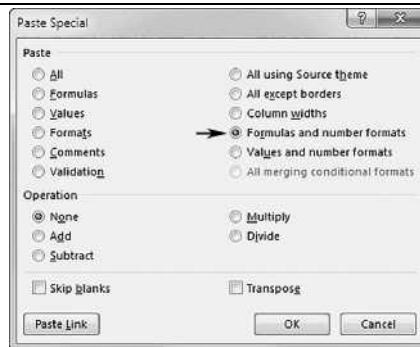 Paste Special
Paste
All
All using Source theme
Formulas
All except borders
Values
Column widths
Formats
Formulas and number formats
Comments
Values and number formats
Validation
All merging conditional formats
Operation
None
Multiply
Add
Divide
Subtract
Skip blanks
Transpose
Paste Link
OK
Cancel